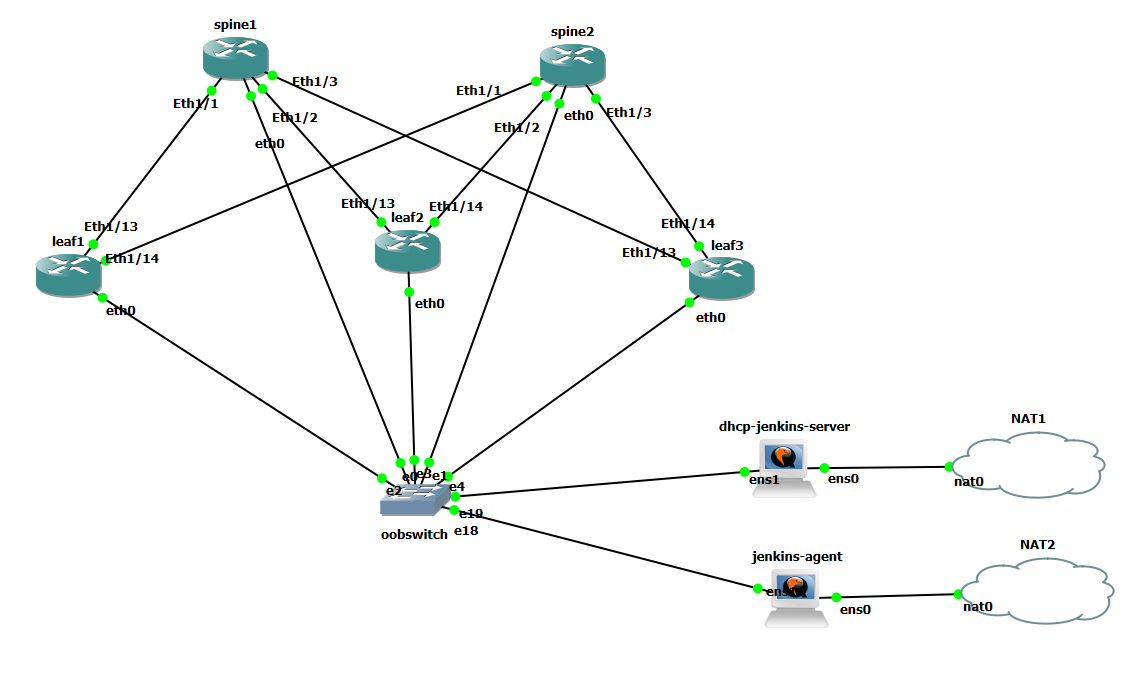 spine1
spine2
Eth1/3
Eth1/1
Eth1/1
Eth1/2
eth0
Eth1/3
Eth1/2
eth0
Eth1/13
Eth1/14
leaf2
Eth1/13
leaf1
Eth1/14
Eth1/14
leaf3
Eth1/13
eth0
eth0
eth0
NAT1
dhcp-jenkins-server
e3
e1
ens1
ens0
nat0
e2
e4
e19
e18
oobswitch
NAT2
jenkins-agent
ens0
nat0